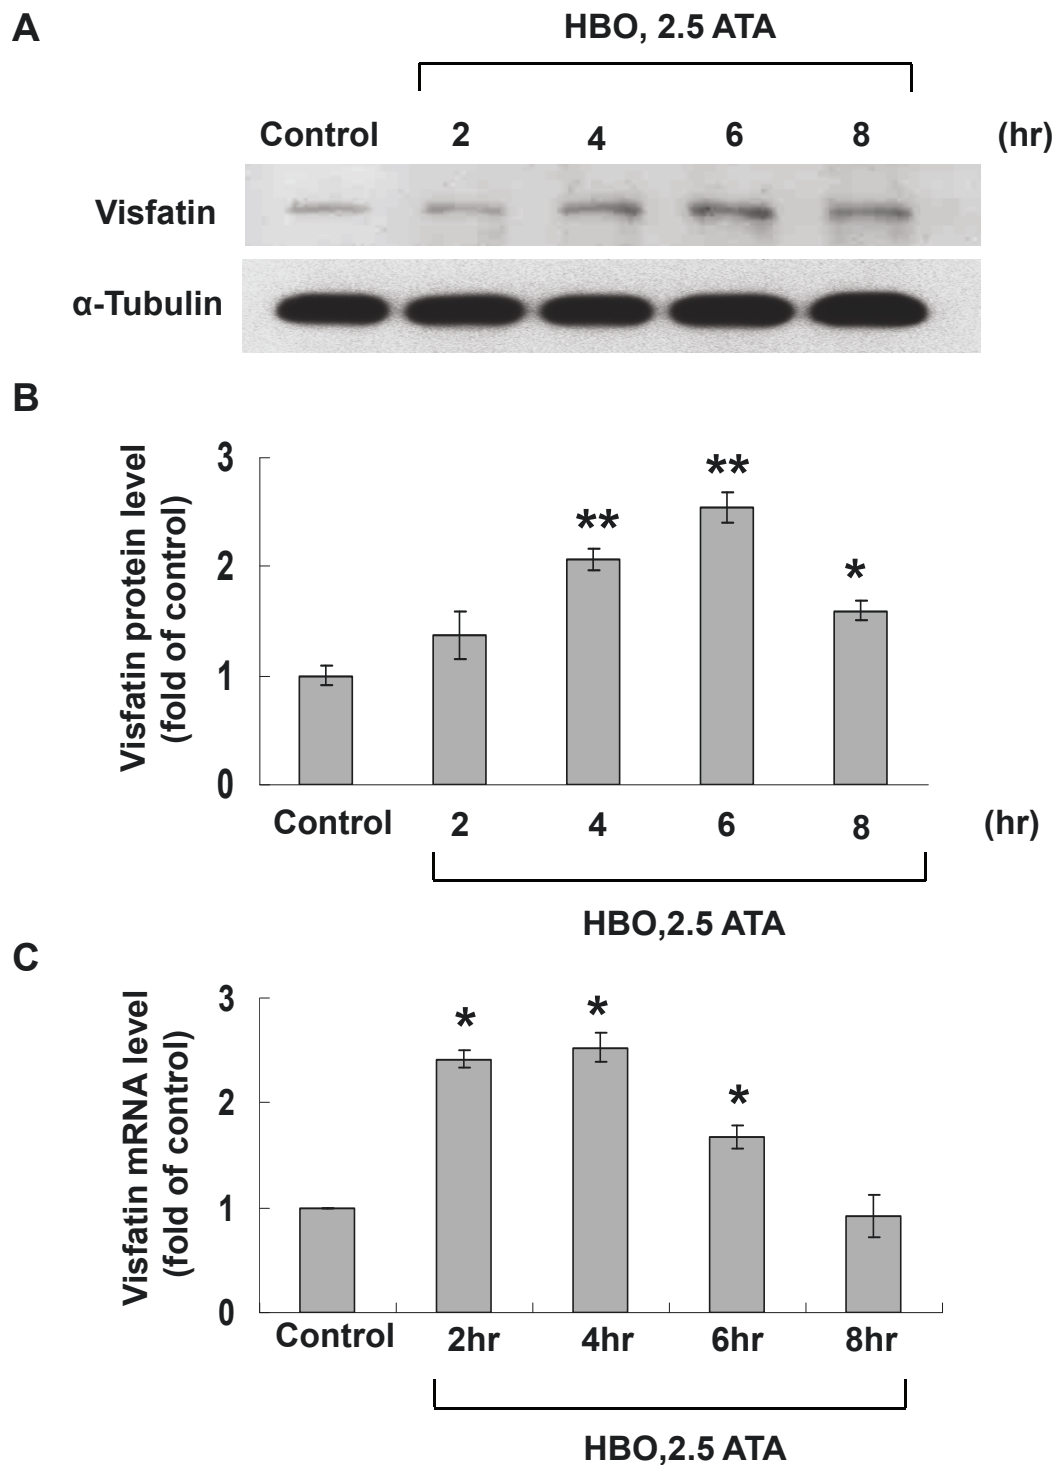 A
HBO, 2.5 ATA
Control 2 4 6 8 (hr)
Visfatin
α-Tubulin
B
Visfatin protein level
(fold of control)
3
2
1
0
**
**
*
Control 2 4 6 8 (hr)
HBO,2.5 ATA
C
Visfatin mRNA level
(fold of control)
3
2
1
0
*
*
*
Control 2hr 4hr 6hr 8hr
HBO,2.5 ATA